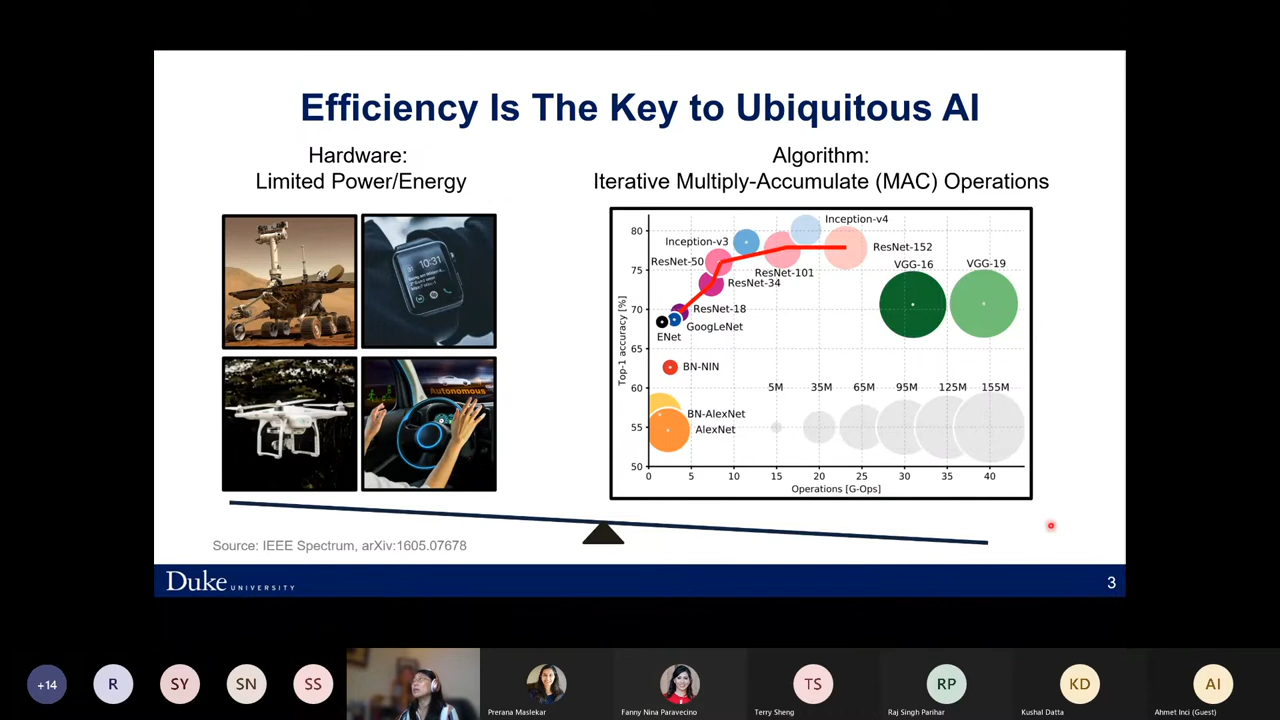 Efficiency Is The Key to Ubiquitous AI
Hardware:
Limited Power/Energy
Algorithm:
Iterative Multiply-Accumulate (MAC) Operations
10:31
Autonomous
Top-1 accuracy [%]
80
75
70
65
60
55
50
Inception-v4
Inception-v3
ResNet-152
ResNet-50
VGG-16
VGG-19
ResNet-101
ResNet-34
ResNet-18
GoogLeNet
ENet
BN-NIN
5M 35M 65M 95M 125M 155M
BN-AlexNet
AlexNet
0 5 10 15 20 25 30 35 40
Operations [G-Ops]
Source: IEEE Spectrum, arXiv:1605.07678
Duke UNIVERSITY
3
+14
R
SY
SN
SS
TS
RP
KD
AI
Prerana Maslekar
Fanny Nina Paravecino
Terry Sheng
Raj Singh Parihar
Kushal Datta
Ahmet Inci (Guest)